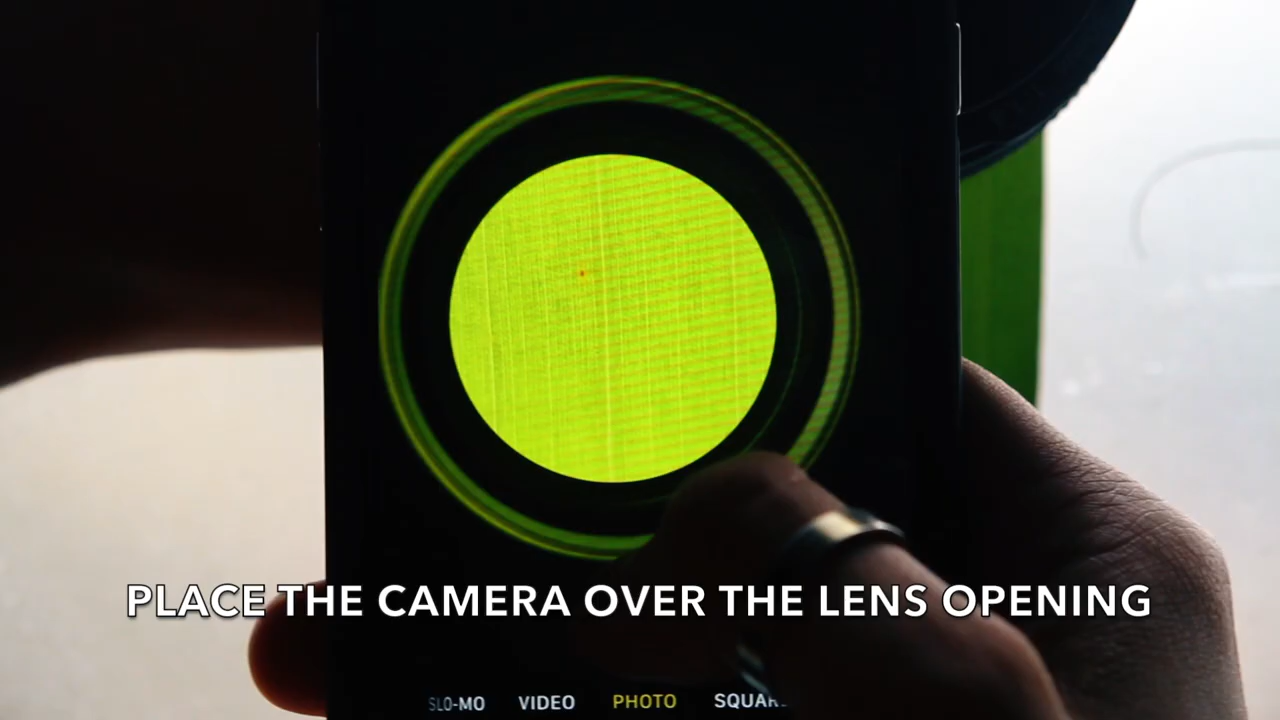 PLACE THE CAMERA OVER THE LENS OPENING
SLO-MO VIDEO PHOTO